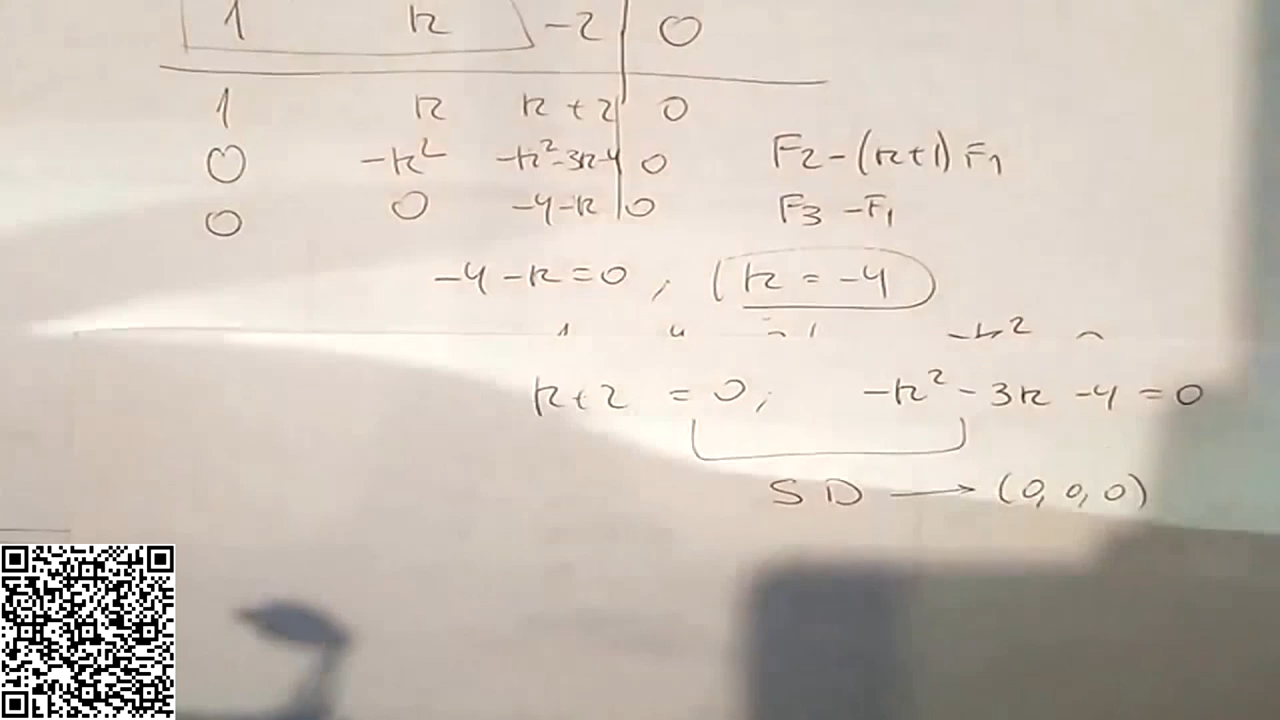 1 k -2 | 0
1 k k+2 | 0
0 -k² -k²-3k-4 | 0 F2-(k+1)F1
0 0 -4-k | 0 F3-F1
-4-k=0, k=-4
-k²
k+2 = 0; -k²-3k-4=0
SD → (0,0,0)